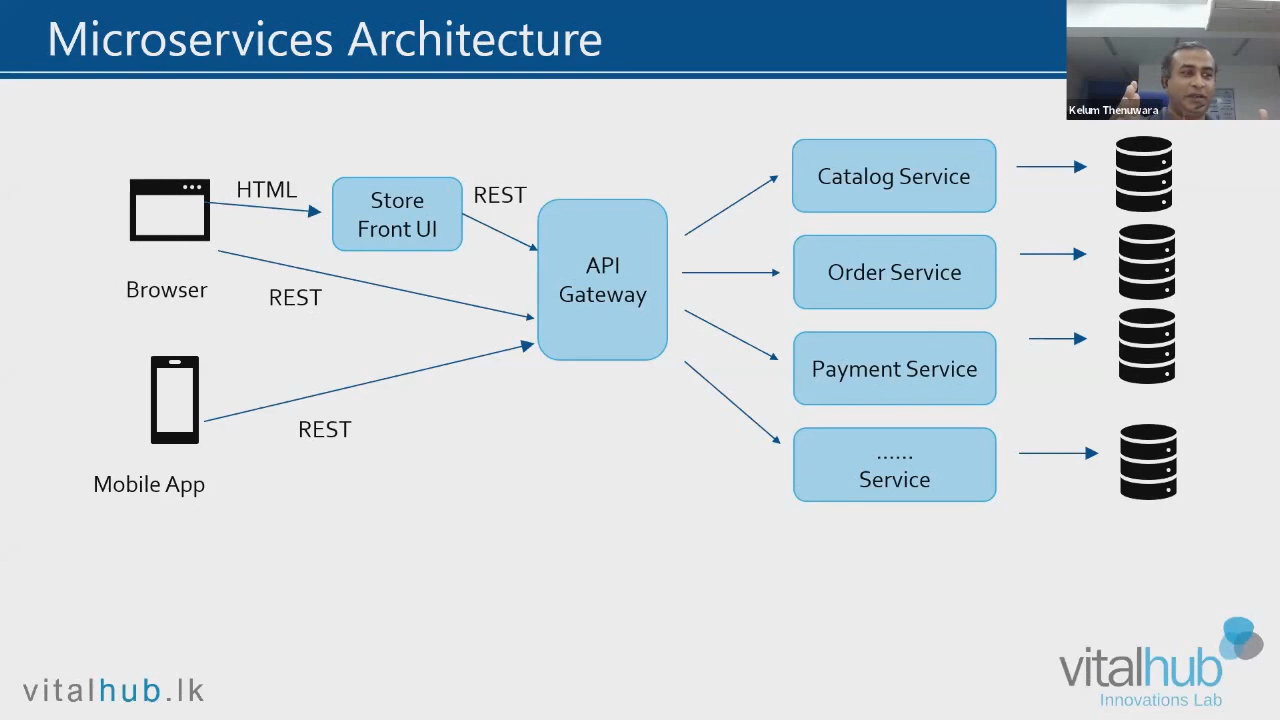 Microservices Architecture
Kelum Thenuwara
HTML
Store
Front UI
REST
Browser
REST
API
Gateway
Catalog Service
Order Service
Payment Service
......
Service
REST
Mobile App
vitalhub.lk
vitalhub
Innovations Lab